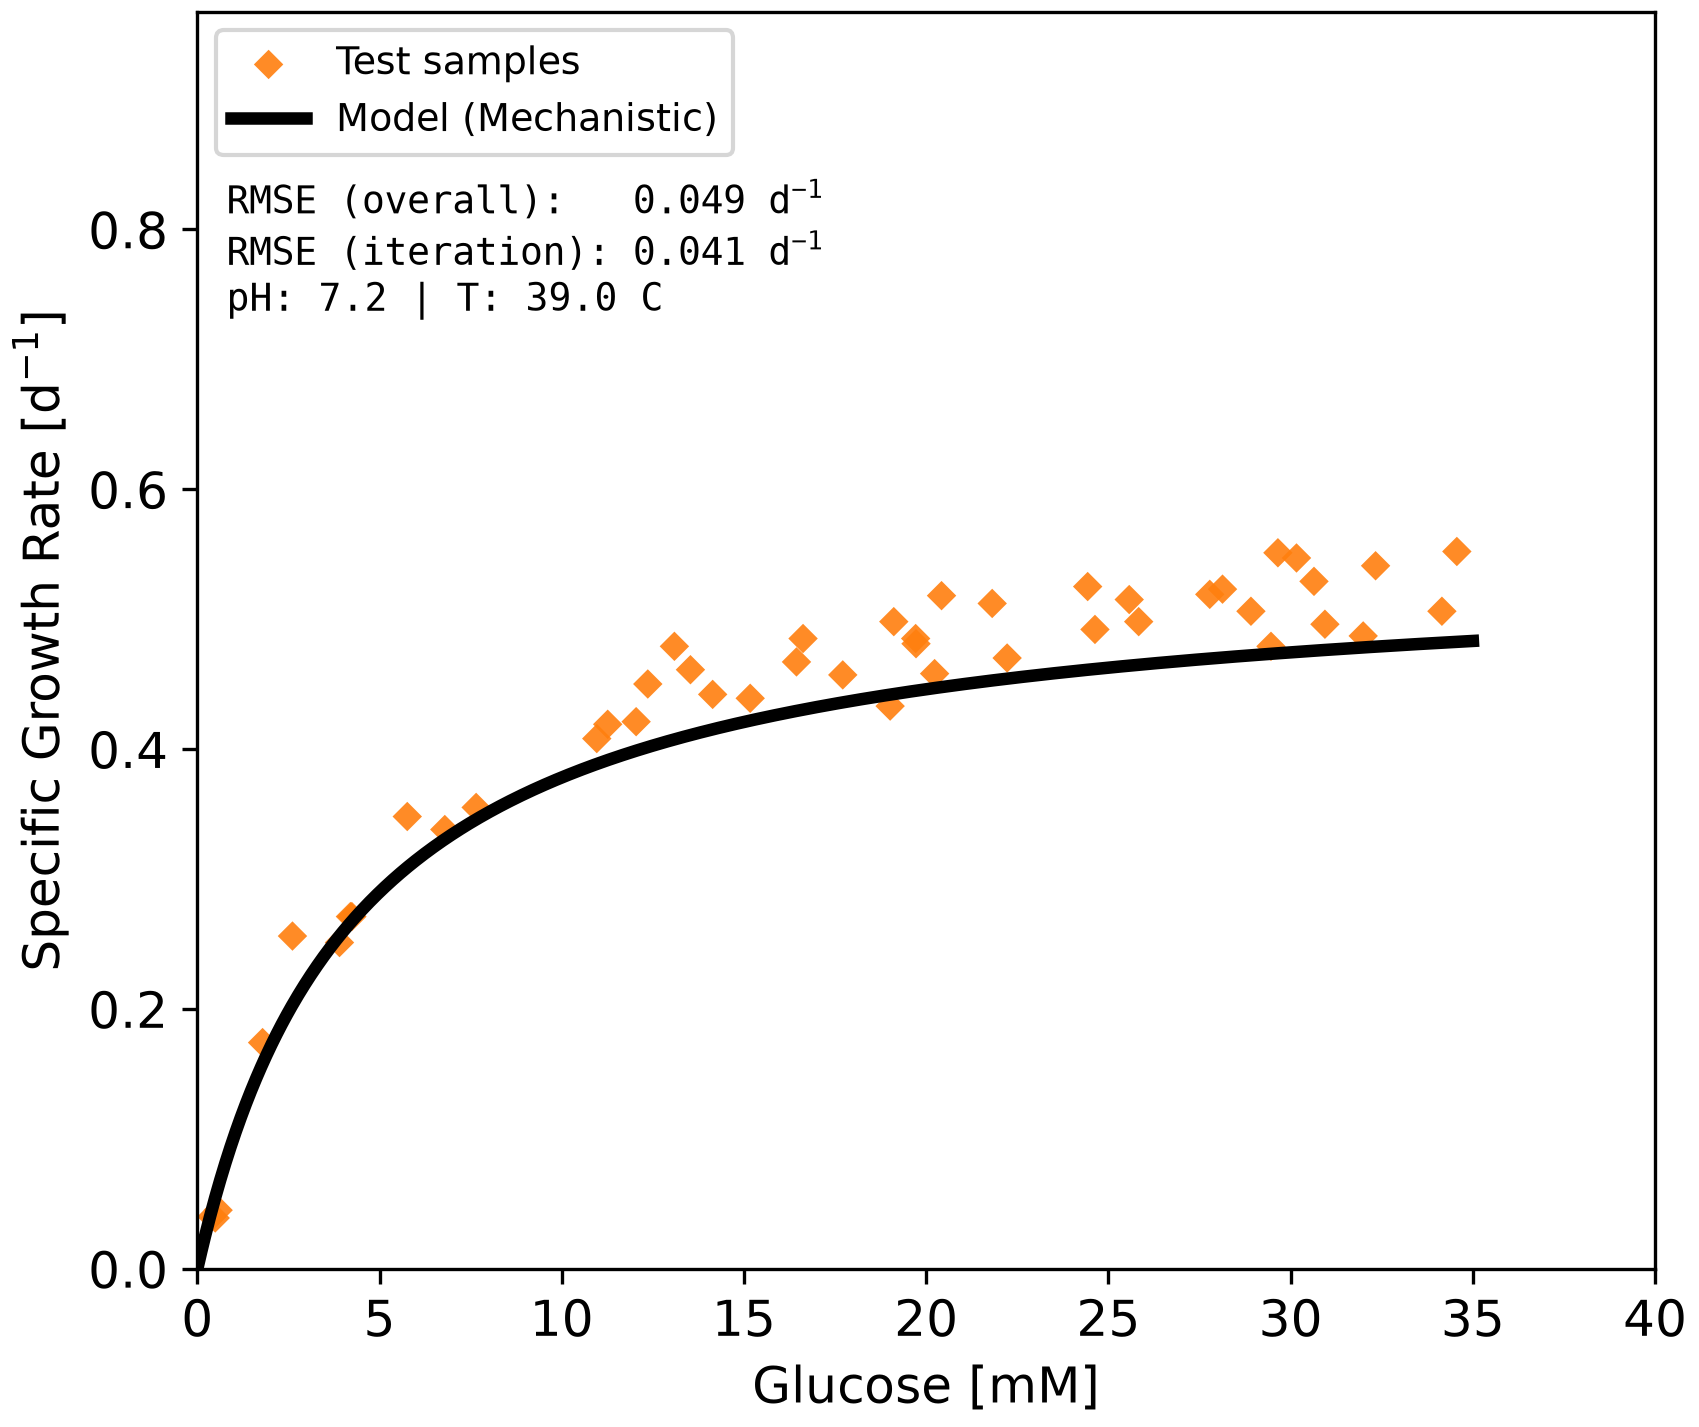 Test samples
Model (Mechanistic)
RMSE (overall):   0.049 d⁻¹
RMSE (iteration): 0.041 d⁻¹
pH: 7.2 | T: 39.0 C
Specific Growth Rate [d⁻¹]
0.8
0.6
0.4
0.2
0.0
0 5 10 15 20 25 30 35 40
Glucose [mM]